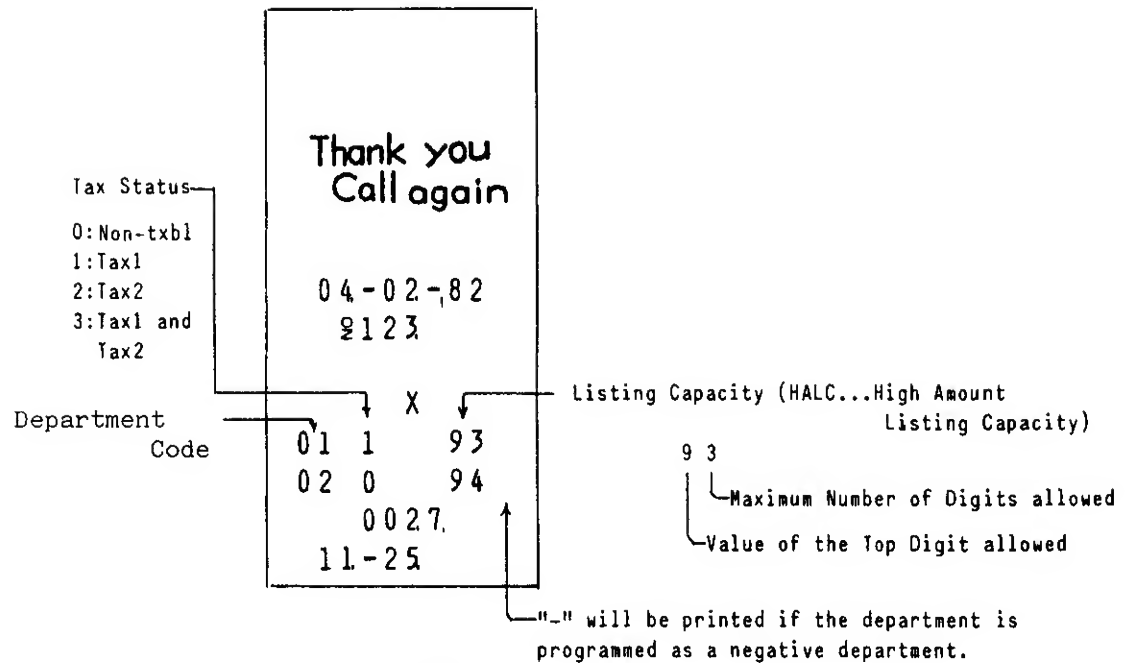 Thank you
Call again
Tax Status
0:Non-txbl
1:Tax1
2:Tax2
3:Tax1 and
Tax2
04.-02.-,82
№123.
X
Listing Capacity (HALC...High Amount
Listing Capacity)
Department
Code
01 1 93
02 0 94
002.7.
11.-25.
9 3
Maximum Number of Digits allowed
Value of the Top Digit allowed
"-" will be printed if the department is
programmed as a negative department.